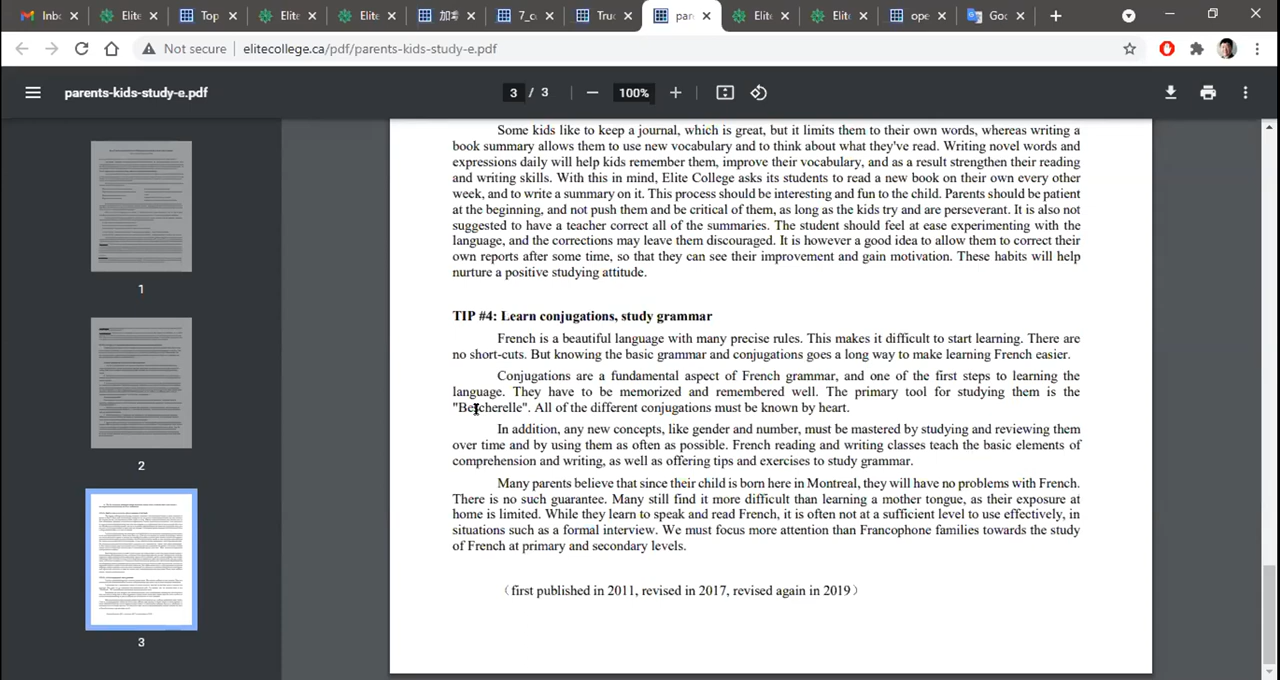 Inbo
Elite
Top
Elite
Elite
加拿
7_c
Truc
par
Elite
Elite
ope
Goo
Not secure
elitecollege.ca/pdf/parents-kids-study-e.pdf
parents-kids-study-e.pdf
3 / 3
100%
1
2
3
Some kids like to keep a journal, which is great, but it limits them to their own words, whereas writing a
book summary allows them to use new vocabulary and to think about what they've read. Writing novel words and
expressions daily will help kids remember them, improve their vocabulary, and as a result strengthen their reading
and writing skills. With this in mind, Elite College asks its students to read a new book on their own every other
week, and to write a summary on it. This process should be interesting and fun to the child. Parents should be patient
at the beginning, and not push them and be critical of them, as long as the kids try and are perseverant. It is also not
suggested to have a teacher correct all of the summaries. The student should feel at ease experimenting with the
language, and the corrections may leave them discouraged. It is however a good idea to allow them to correct their
own reports after some time, so that they can see their improvement and gain motivation. These habits will help
nurture a positive studying attitude.
TIP #4: Learn conjugations, study grammar
French is a beautiful language with many precise rules. This makes it difficult to start learning. There are
no short-cuts. But knowing the basic grammar and conjugations goes a long way to make learning French easier.
Conjugations are a fundamental aspect of French grammar, and one of the first steps to learning the
language. They have to be memorized and remembered well. The primary tool for studying them is the
"Bescherelle". All of the different conjugations must be known by heart.
In addition, any new concepts, like gender and number, must be mastered by studying and reviewing them
over time and by using them as often as possible. French reading and writing classes teach the basic elements of
comprehension and writing, as well as offering tips and exercises to study grammar.
Many parents believe that since their child is born here in Montreal, they will have no problems with French.
There is no such guarantee. Many still find it more difficult than learning a mother tongue, as their exposure at
home is limited. While they learn to speak and read French, it is often not at a sufficient level to use effectively, in
situations such as a formal interview. We must focus more attention than Francophone families towards the study
of French at primary and secondary levels.
（first published in 2011, revised in 2017, revised again in 2019）